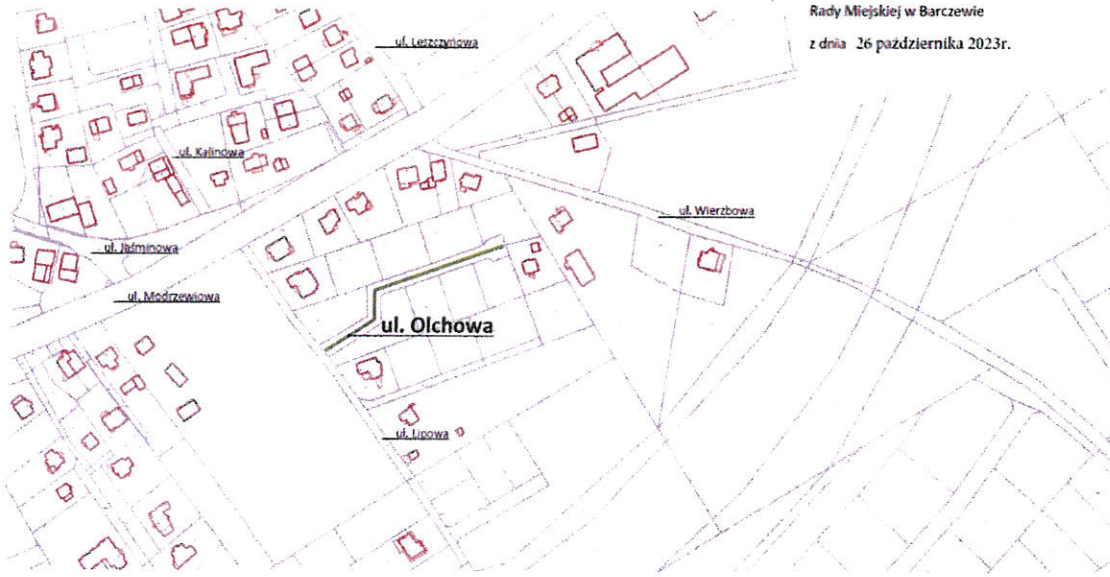 Rady Miejskiej w Barczewie
z dnia 26 października 2023r.
ul. Leszczynowa
ul. Kalinowa
ul. Wierzbowa
ul. Jaśminowa
ul. Modrzewiowa
ul. Olchowa
ul. Lipowa